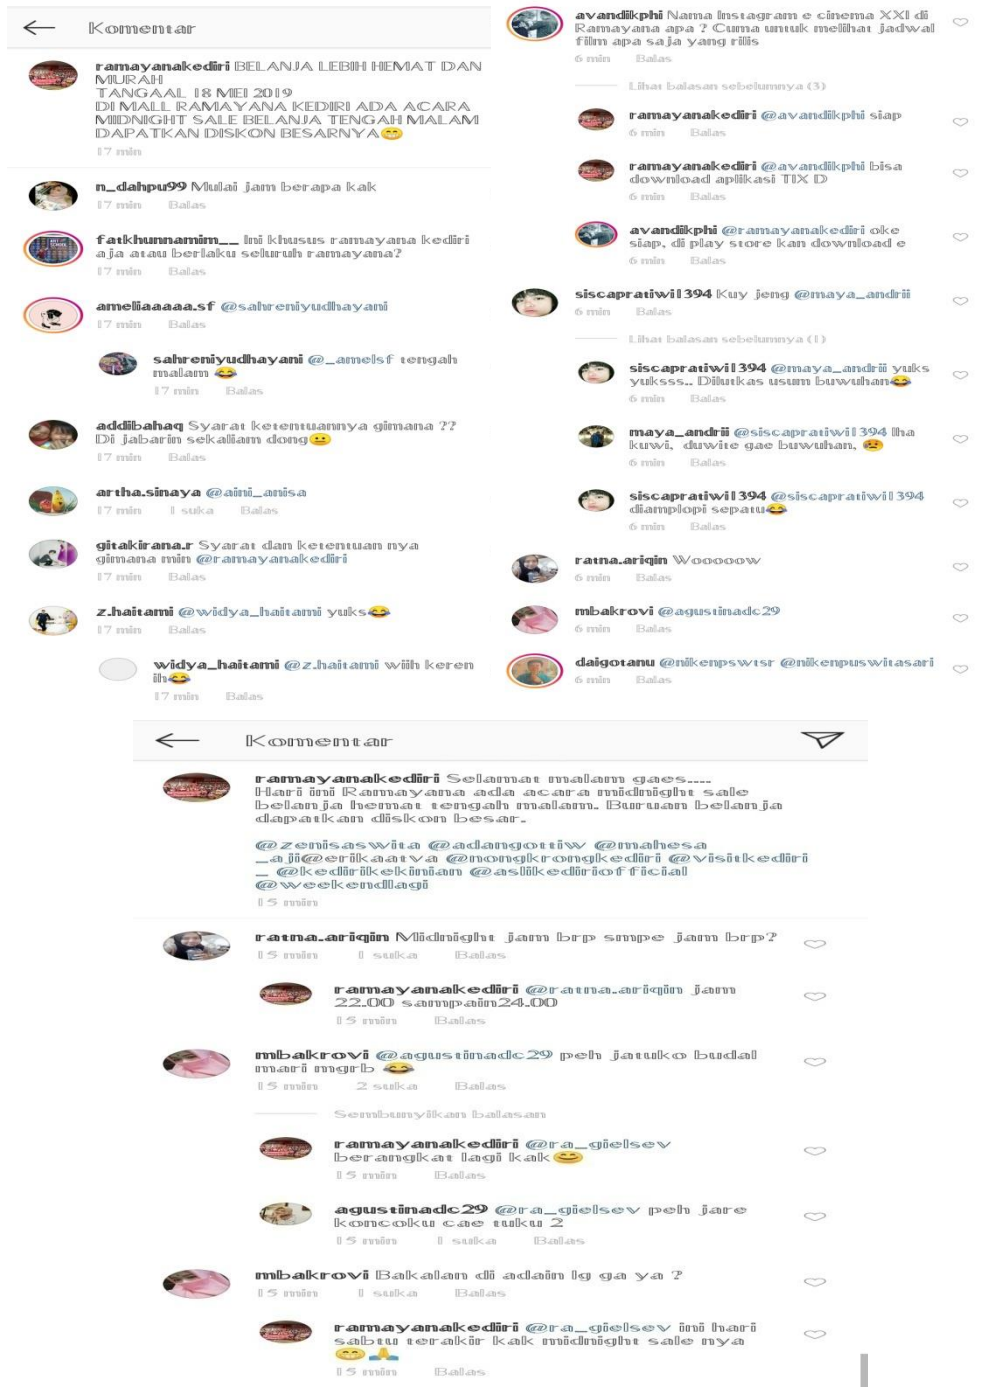 Komentar
ramayanakediri BELANJA LEBIH HEMAT DAN
MURAH
TANGAAL 18 MEI 2019
DI MALL RAMAYANA KEDIRI ADA ACARA
MIDNIGHT SALE BELANJA TENGAH MALAM
DAPATKAN DISKON BESARNYA😁
17 min
n_dahpu99 Mulai jam berapa kak
17 min Balas
fatkhunnamim__ Ini khusus ramayana kediri
aja atau berlaku seluruh ramayana?
17 min Balas
ameliaaaaa.sf @sahreniyudhayani
17 min Balas
sahreniyudhayani @_amelsf tengah
malam 😂
17 min Balas
addibahaq Syarat ketentuannya gimana ??
Di jabarin sekaliam dong😐
17 min Balas
artha.sinaya @aini_anisa
17 min 1 suka Balas
gitakirana.r Syarat dan ketentuan nya
gimana min @ramayanakediri
17 min Balas
z.haitami @widya_haitami yuks😂
17 min Balas
widya_haitami @z.haitami wiih keren
ih😂
17 min Balas
avandikphi Nama Instagram e cinema XXI di
Ramayana apa ? Cuma untuk melihat jadwal
film apa saja yang rilis
6 min Balas
Lihat balasan sebelumnya (3)
ramayanakediri @avandikphi siap
6 min Balas
ramayanakediri @avandikphi bisa
download aplikasi TIX D
6 min Balas
avandikphi @ramayanakediri oke
siap, di play store kan download e
6 min Balas
siscapratiwi1394 Kuy jeng @maya_andrii
6 min Balas
Lihat balasan sebelumnya (1)
siscapratiwi1394 @maya_andrii yuks
yuksss.. Dilutkas usum buwuhan😂
6 min Balas
maya_andrii @siscapratiwi1394 lha
kuwi, duwite gae buwuhan, 🥵
6 min Balas
siscapratiwi1394 @siscapratiwi1394
diamplopi sepatu😂
6 min Balas
ratna.ariqin Wooooow
6 min Balas
mbakrovi @agustinadc29
6 min Balas
daigotanu @nikenpswtsr @nikenpuswitasari
6 min Balas
Komentar
ramayanakediri Selamat malam gaes....
Hari ini Ramayana ada acara midnight sale
belanja hemat tengah malam. Buruan belanja
dapatkan diskon besar.
@zenisaswita @adangottiw @mahesa
_aji@erikaatva @nongkrongkediri @visitkediri
_ @kedirikekinian @aslikediriofficial
@weekendlagi
15 min
ratna.ariqin Midnight jam brp smpe jam brp?
15 min 1 suka Balas
ramayanakediri @ratna.ariqin jam
22.00 sampain24.00
15 min Balas
mbakrovi @agustinadc29 peh jatuko budal
mari mgrb 😂
15 min 2 suka Balas
Sembunyikan balasan
ramayanakediri @ra_gielsev
berangkat lagi kak😊
15 min Balas
agustinadc29 @ra_gielsev peh jare
koncoku cae tuku 2
15 min 1 suka Balas
mbakrovi Bakalan di adain lg ga ya ?
15 min 1 suka Balas
ramayanakediri @ra_gielsev ini hari
sabtu terakir kak midnight sale nya
😁🙏
15 min Balas